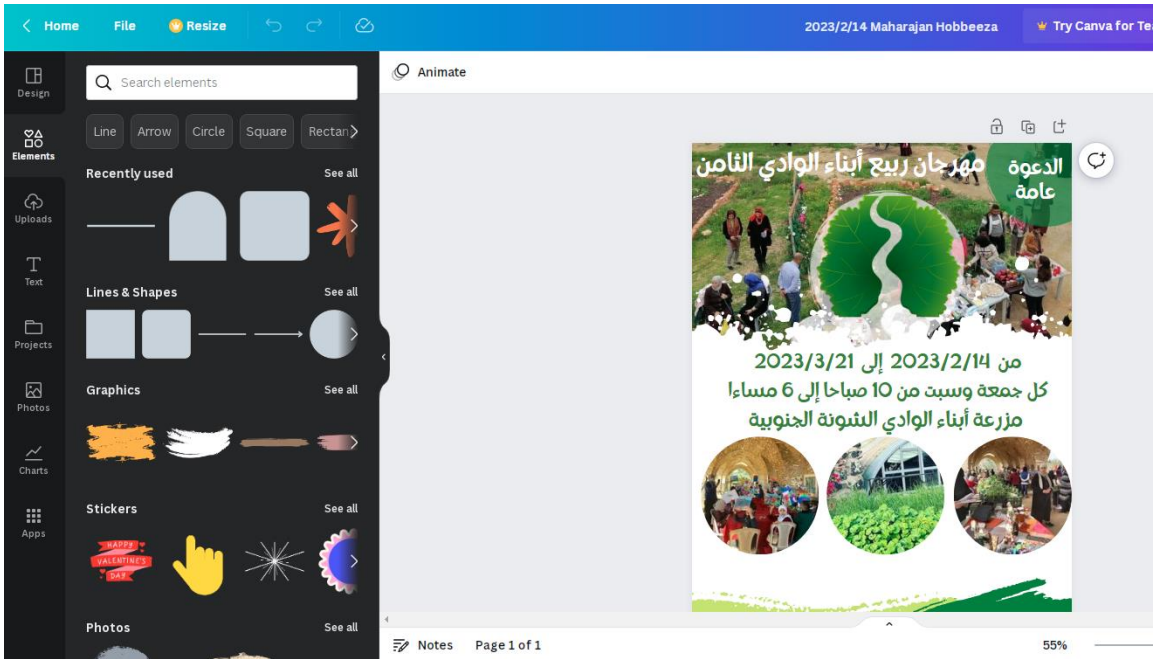 Home File Resize 2023/2/14 Maharajan Hobbeeza Try Canva for Te
Design
Elements
Uploads
Text
Projects
Photos
Charts
Apps
Search elements
Line Arrow Circle Square Rectan
Recently used See all
Lines & Shapes See all
Graphics See all
Stickers See all
HAPPY
VALENTINE'S
DAY
Photos See all
Animate
مهرجان ربيع أبناء الوادي الثامن
الدعوة
عامة
من 2023/2/14 إلى 2023/3/21
كل جمعة وسبت من 10 صباحا إلى 6 مساءا
مزرعة أبناء الوادي الشونة الجنوبية
Notes Page 1 of 1 55%